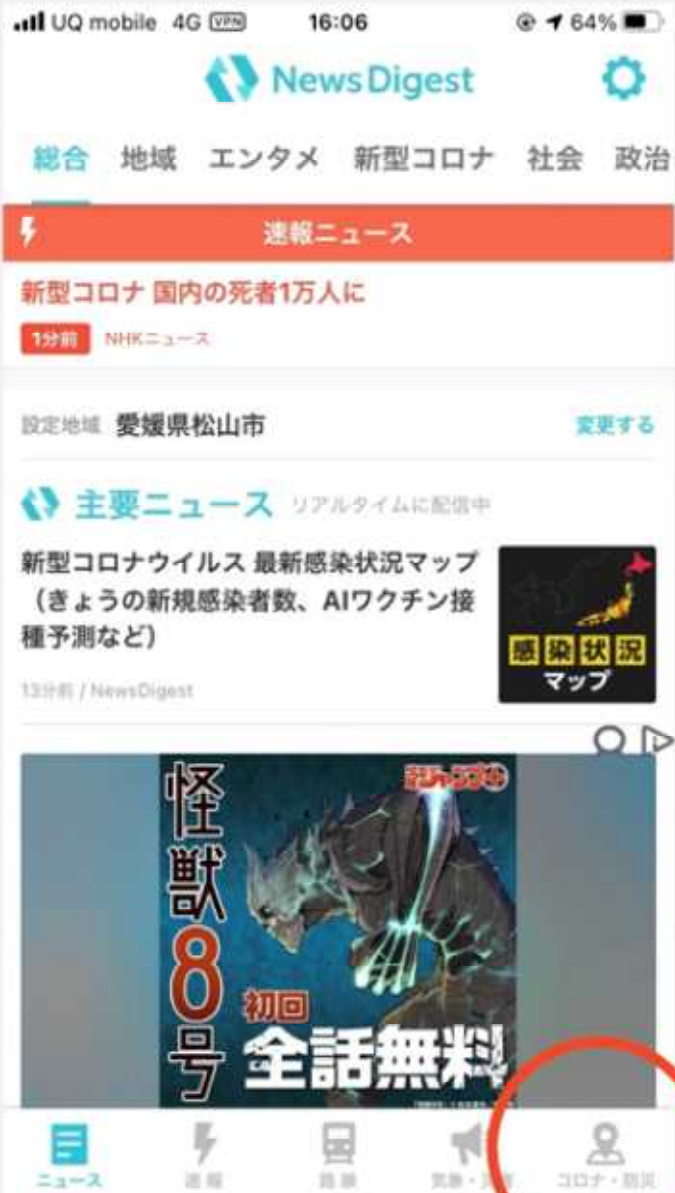 UQ mobile 4G VPN 16:06 64%
NewsDigest
総合 地域 エンタメ 新型コロナ 社会 政治
速報ニュース
新型コロナ 国内の死者1万人に
1分前 NHKニュース
設定地域 愛媛県松山市 変更する
主要ニュース リアルタイムに配信中
新型コロナウイルス 最新感染状況マップ
（きょうの新規感染者数、AIワクチン接
種予測など）
感染状況
マップ
13分前 / NewsDigest
ジャンプ+
怪獣8号
初回
全話無料
ニュース 速報 路線 気象・災害 コロナ・防災